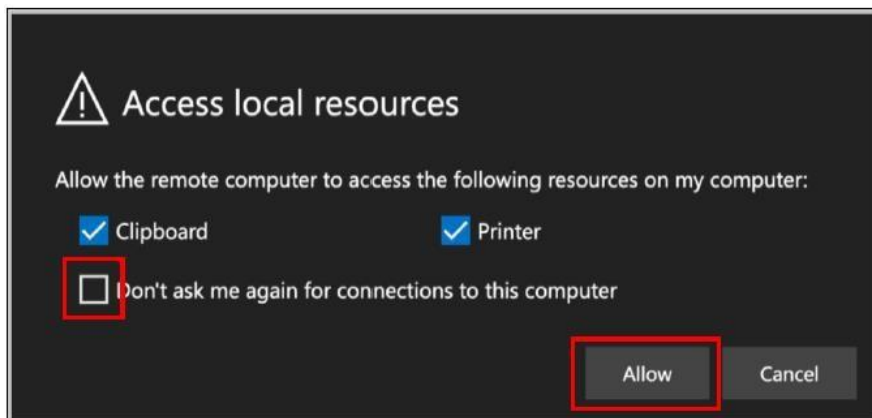 Access local resources
Allow the remote computer to access the following resources on my computer:
Clipboard Printer
Don't ask me again for connections to this computer
Allow Cancel